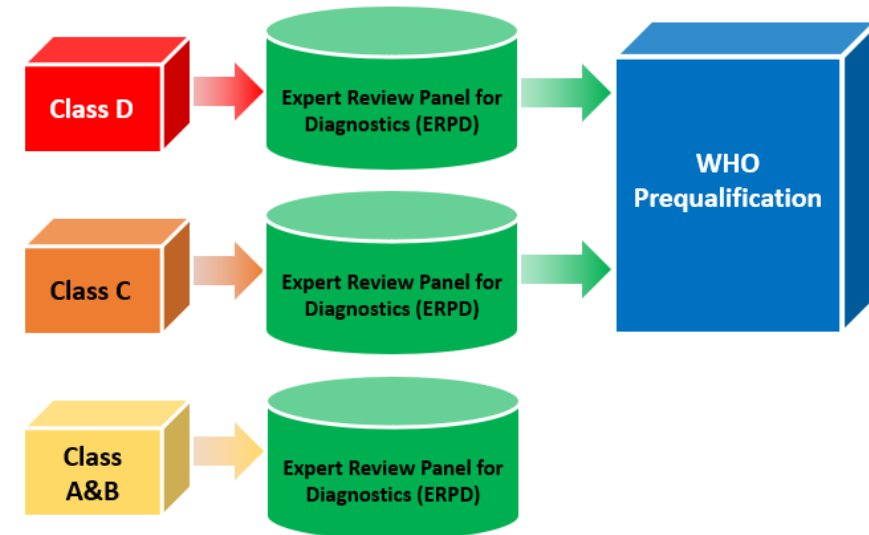 Class D
Expert Review Panel for
Diagnostics (ERPD)
WHO
Prequalification
Class C
Expert Review Panel for
Diagnostics (ERPD)
Class
A&B
Expert Review Panel for
Diagnostics (ERPD)